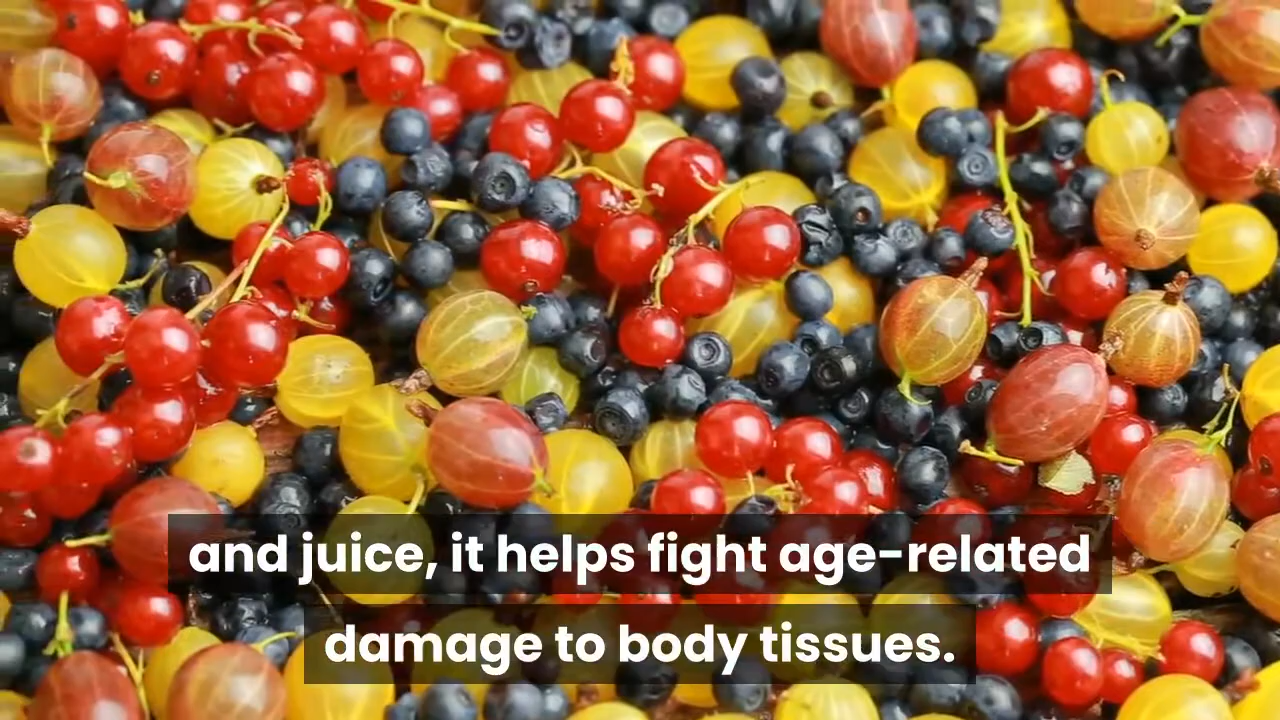 and juice, it helps fight age-related
damage to body tissues.